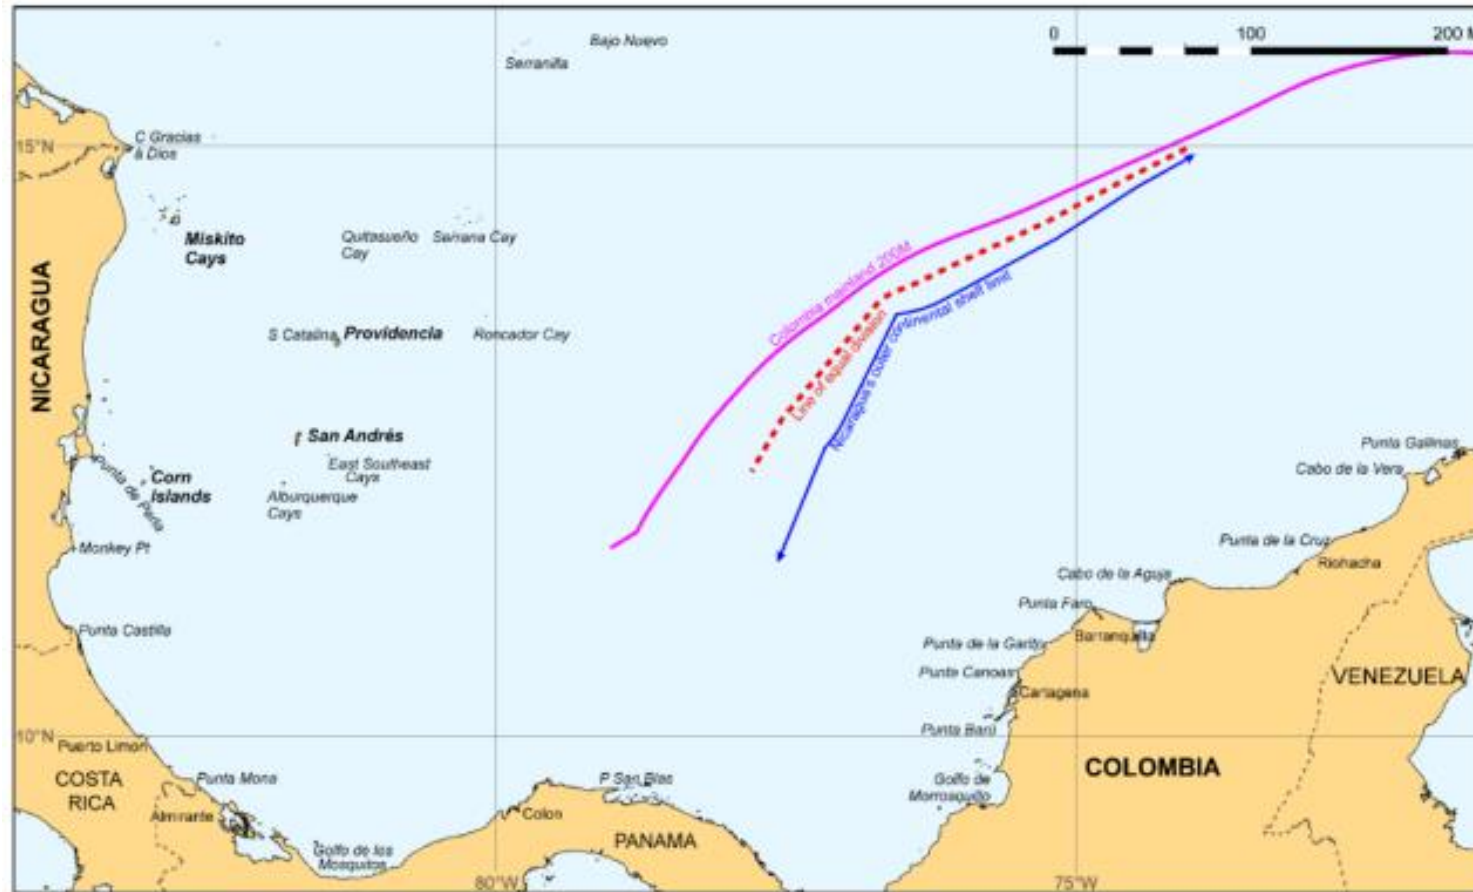 Bajo Nuevo
Serranilla
0 100 200 M
C Gracias
à Dios
15°N
Miskito
Cays
Quitasueño
Cay
Serrana Cay
NICARAGUA
Colombia mainland 200M
S Catalina
Providencia
Roncador Cay
Line of equal division
Nicaragua's outer continental shelf limit
San Andrés
East Southeast
Cays
Alburquerque
Cays
Corn
Islands
Punta de Perla
Monkey Pt
Punta Castilla
Punta Gallinas
Cabo de la Vera
Punta de la Cruz
Riohacha
Cabo de la Aguja
Punta Faro
Barranquilla
Punta de la Garita
Punta Canoas
Cartagena
VENEZUELA
Punta Barú
10°N
Puerto Limon
COSTA
RICA
Punta Mona
Almirante
Golfo de los
Mosquitos
Colon
P San Blas
PANAMA
Golfo de
Morrosquillo
COLOMBIA
80°W
75°W